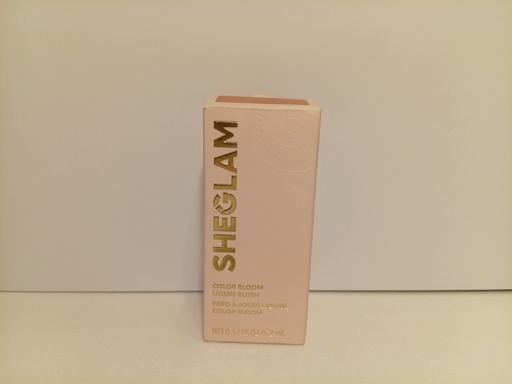 SHEGLAM
COLOR BLOOM
LIQUID BLUSH
FARD À JOUES LIQUIDE
COLOR BLOOM